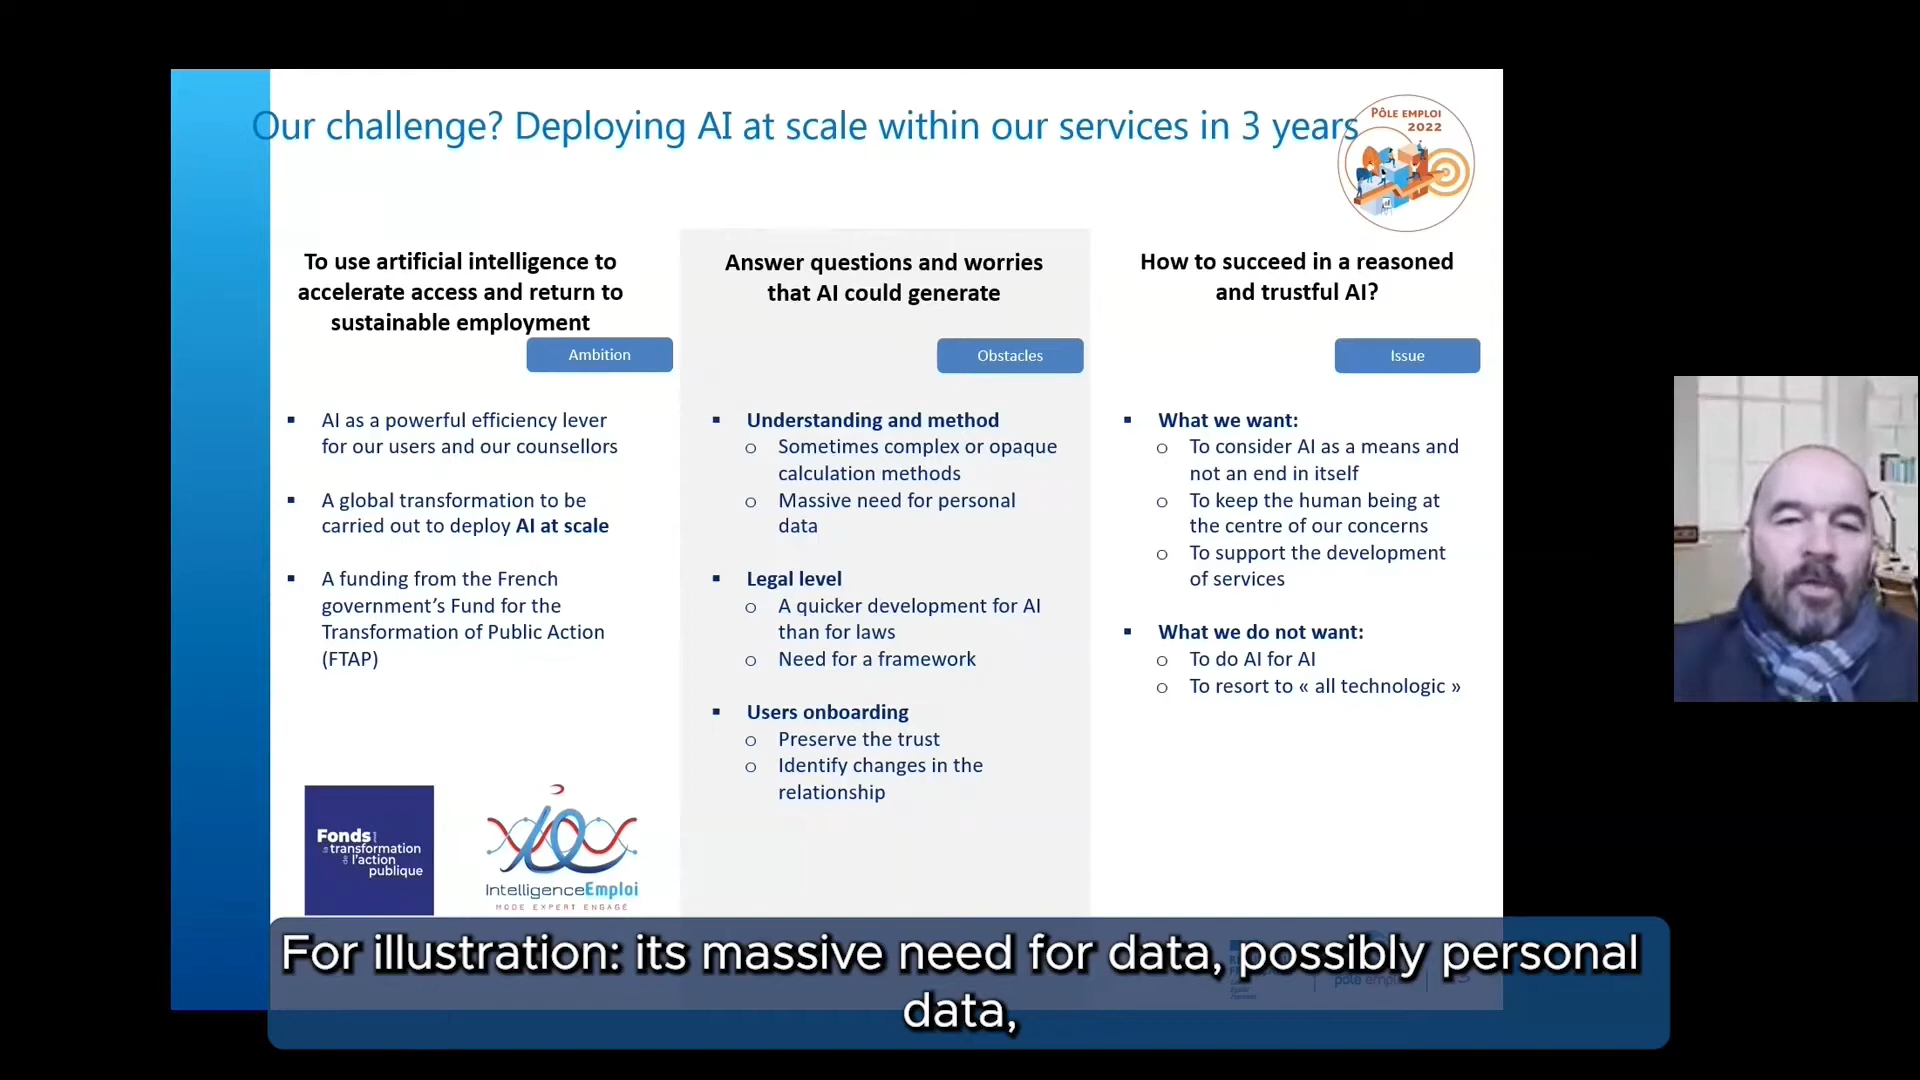 Our challenge? Deploying AI at scale within our services in 3 years
PÔLE EMPLOI
2022
To use artificial intelligence to
accelerate access and return to
sustainable employment
Ambition
AI as a powerful efficiency lever
for our users and our counsellors
A global transformation to be
carried out to deploy AI at scale
A funding from the French
government's Fund for the
Transformation of Public Action
(FTAP)
Fonds
transformation
l'action
publique
IntelligenceEmploi
MODE EXPERT ENGAGÉ
Answer questions and worries
that AI could generate
Obstacles
Understanding and method
Sometimes complex or opaque
calculation methods
Massive need for personal
data
Legal level
A quicker development for AI
than for laws
Need for a framework
Users onboarding
Preserve the trust
Identify changes in the
relationship
How to succeed in a reasoned
and trustful AI?
Issue
What we want:
To consider AI as a means and
not an end in itself
To keep the human being at
the centre of our concerns
To support the development
of services
What we do not want:
To do AI for AI
To resort to « all technologic »
For illustration: its massive need for data, possibly personal
data,